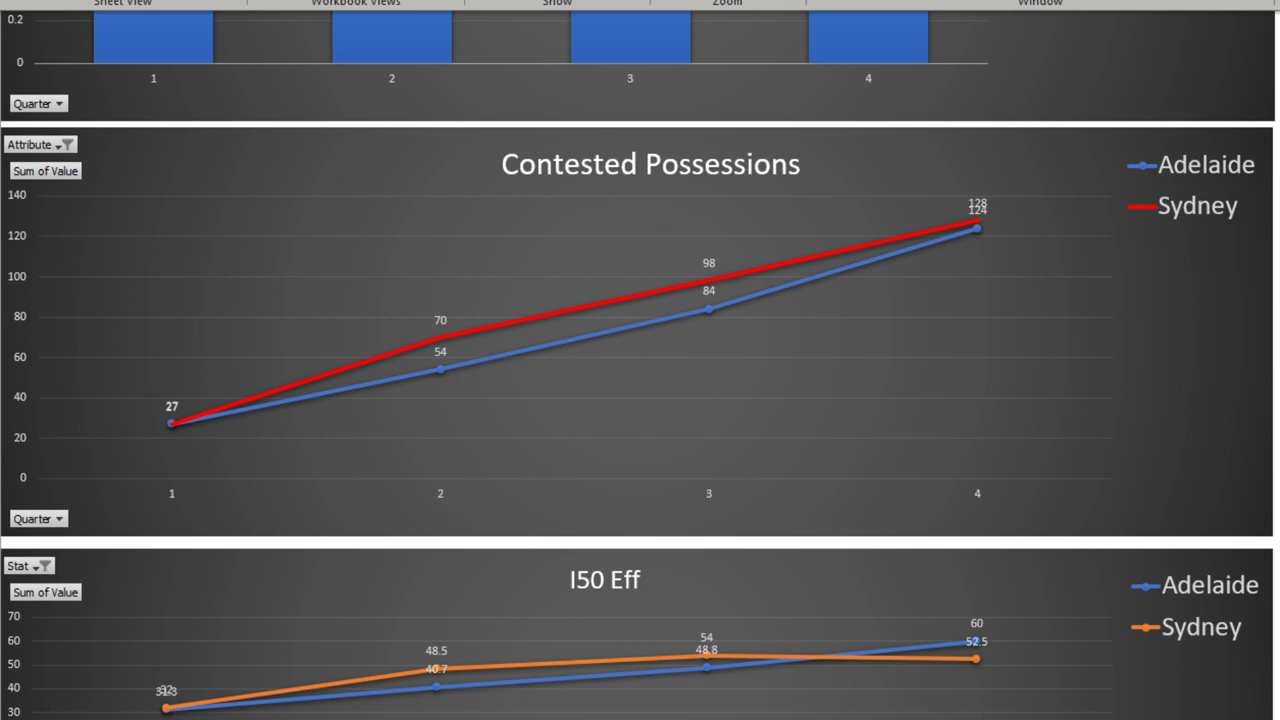 Sheet View Workbook Views Show Zoom Window
0.2
0
1 2 3 4
Quarter
Attribute
Sum of Value
Contested Possessions
Adelaide
Sydney
140
120
100
80
60
40
20
0
27
70
54
98
84
128
124
1 2 3 4
Quarter
Stat
Sum of Value
I50 Eff
Adelaide
Sydney
70
60
50
40
30
31.3
48.5
40.7
54
48.8
60
52.5